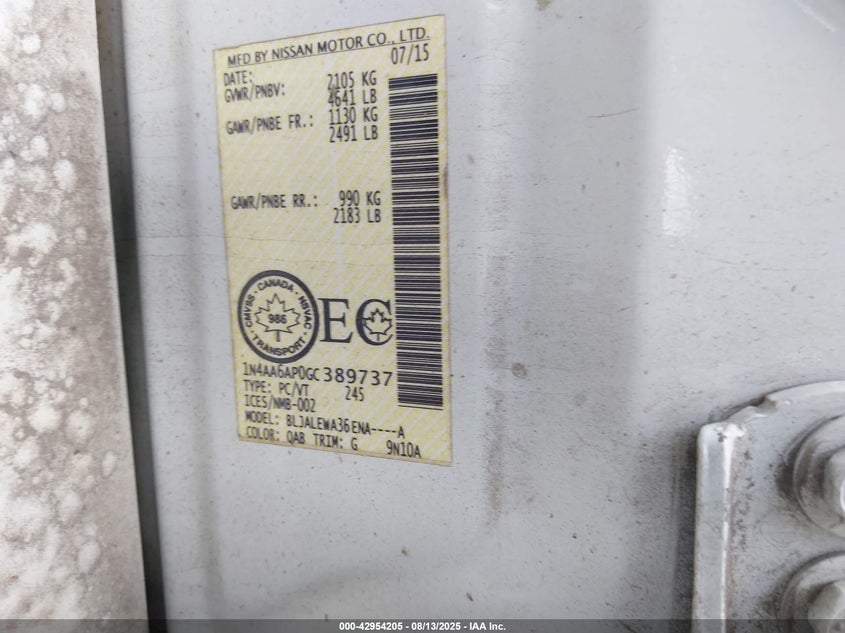 MFD BY NISSAN MOTOR CO., LTD.
DATE: 07/15
GVWR/PNBV: 2105 KG
4641 LB
GAWR/PNBE FR.: 1130 KG
2491 LB
GAWR/PNBE RR.: 990 KG
2183 LB
CMVSS · CANADA · NSVAC · TRANSPORT ·
986
EC
1N4AA6AP0GC389737
TYPE: PC/VT 245
ICES/NMB-002
MODEL: BLJALEWA36ENA----A
COLOR: QAB TRIM: G 9N10A
000-42954205 - 08/13/2025 - IAA Inc.